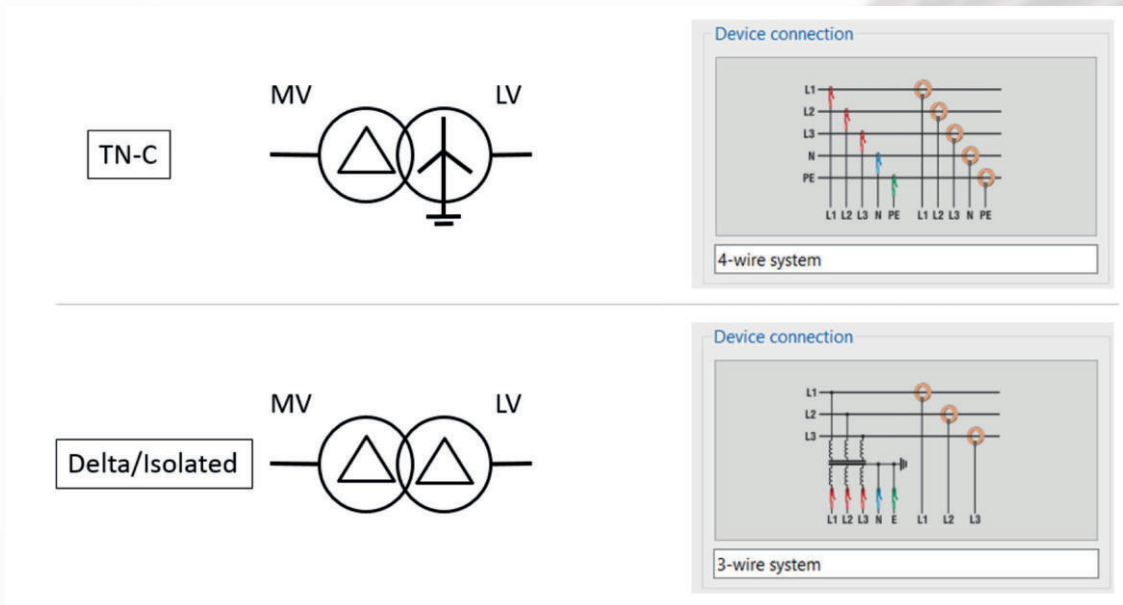 Device connection
MV LV
TN-C
L1
L2
L3
N
PE
L1 L2 L3 N PE L1 L2 L3 N PE
4-wire system
Device connection
MV LV
Delta/Isolated
L1
L2
L3
L1 L2 L3 N E L1 L2 L3
3-wire system